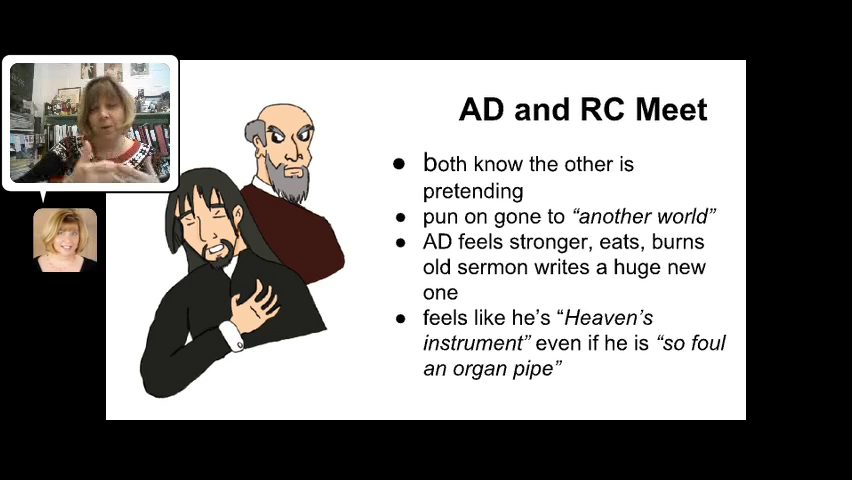 AD and RC Meet
● both know the other is
pretending
● pun on gone to “another world”
● AD feels stronger, eats, burns
old sermon writes a huge new
one
● feels like he’s “Heaven’s
instrument” even if he is “so foul
an organ pipe”